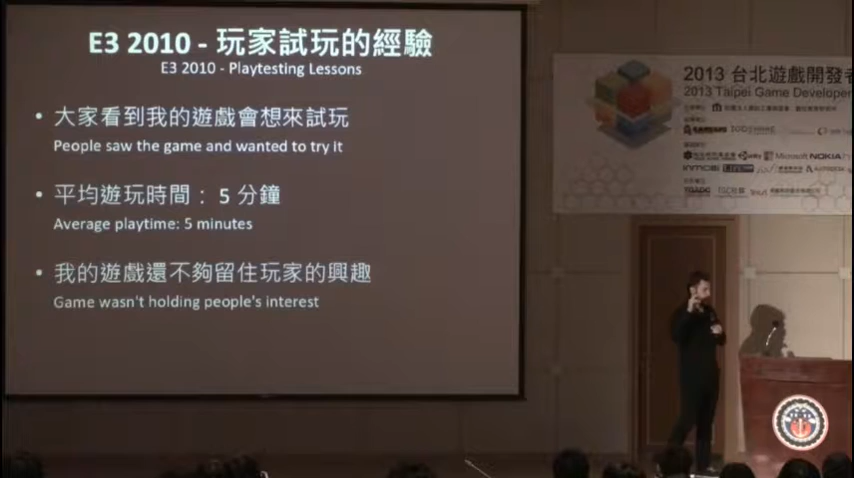 E3 2010 - 玩家試玩的經驗
E3 2010 - Playtesting Lessons
• 大家看到我的遊戲會想來試玩
People saw the game and wanted to try it
• 平均遊玩時間： 5 分鐘
Average playtime: 5 minutes
• 我的遊戲還不夠留住玩家的興趣
Game wasn't holding people's interest
2013 台北遊戲開發者
2013 Taipei Game Developer
unity
Microsoft NOKIA